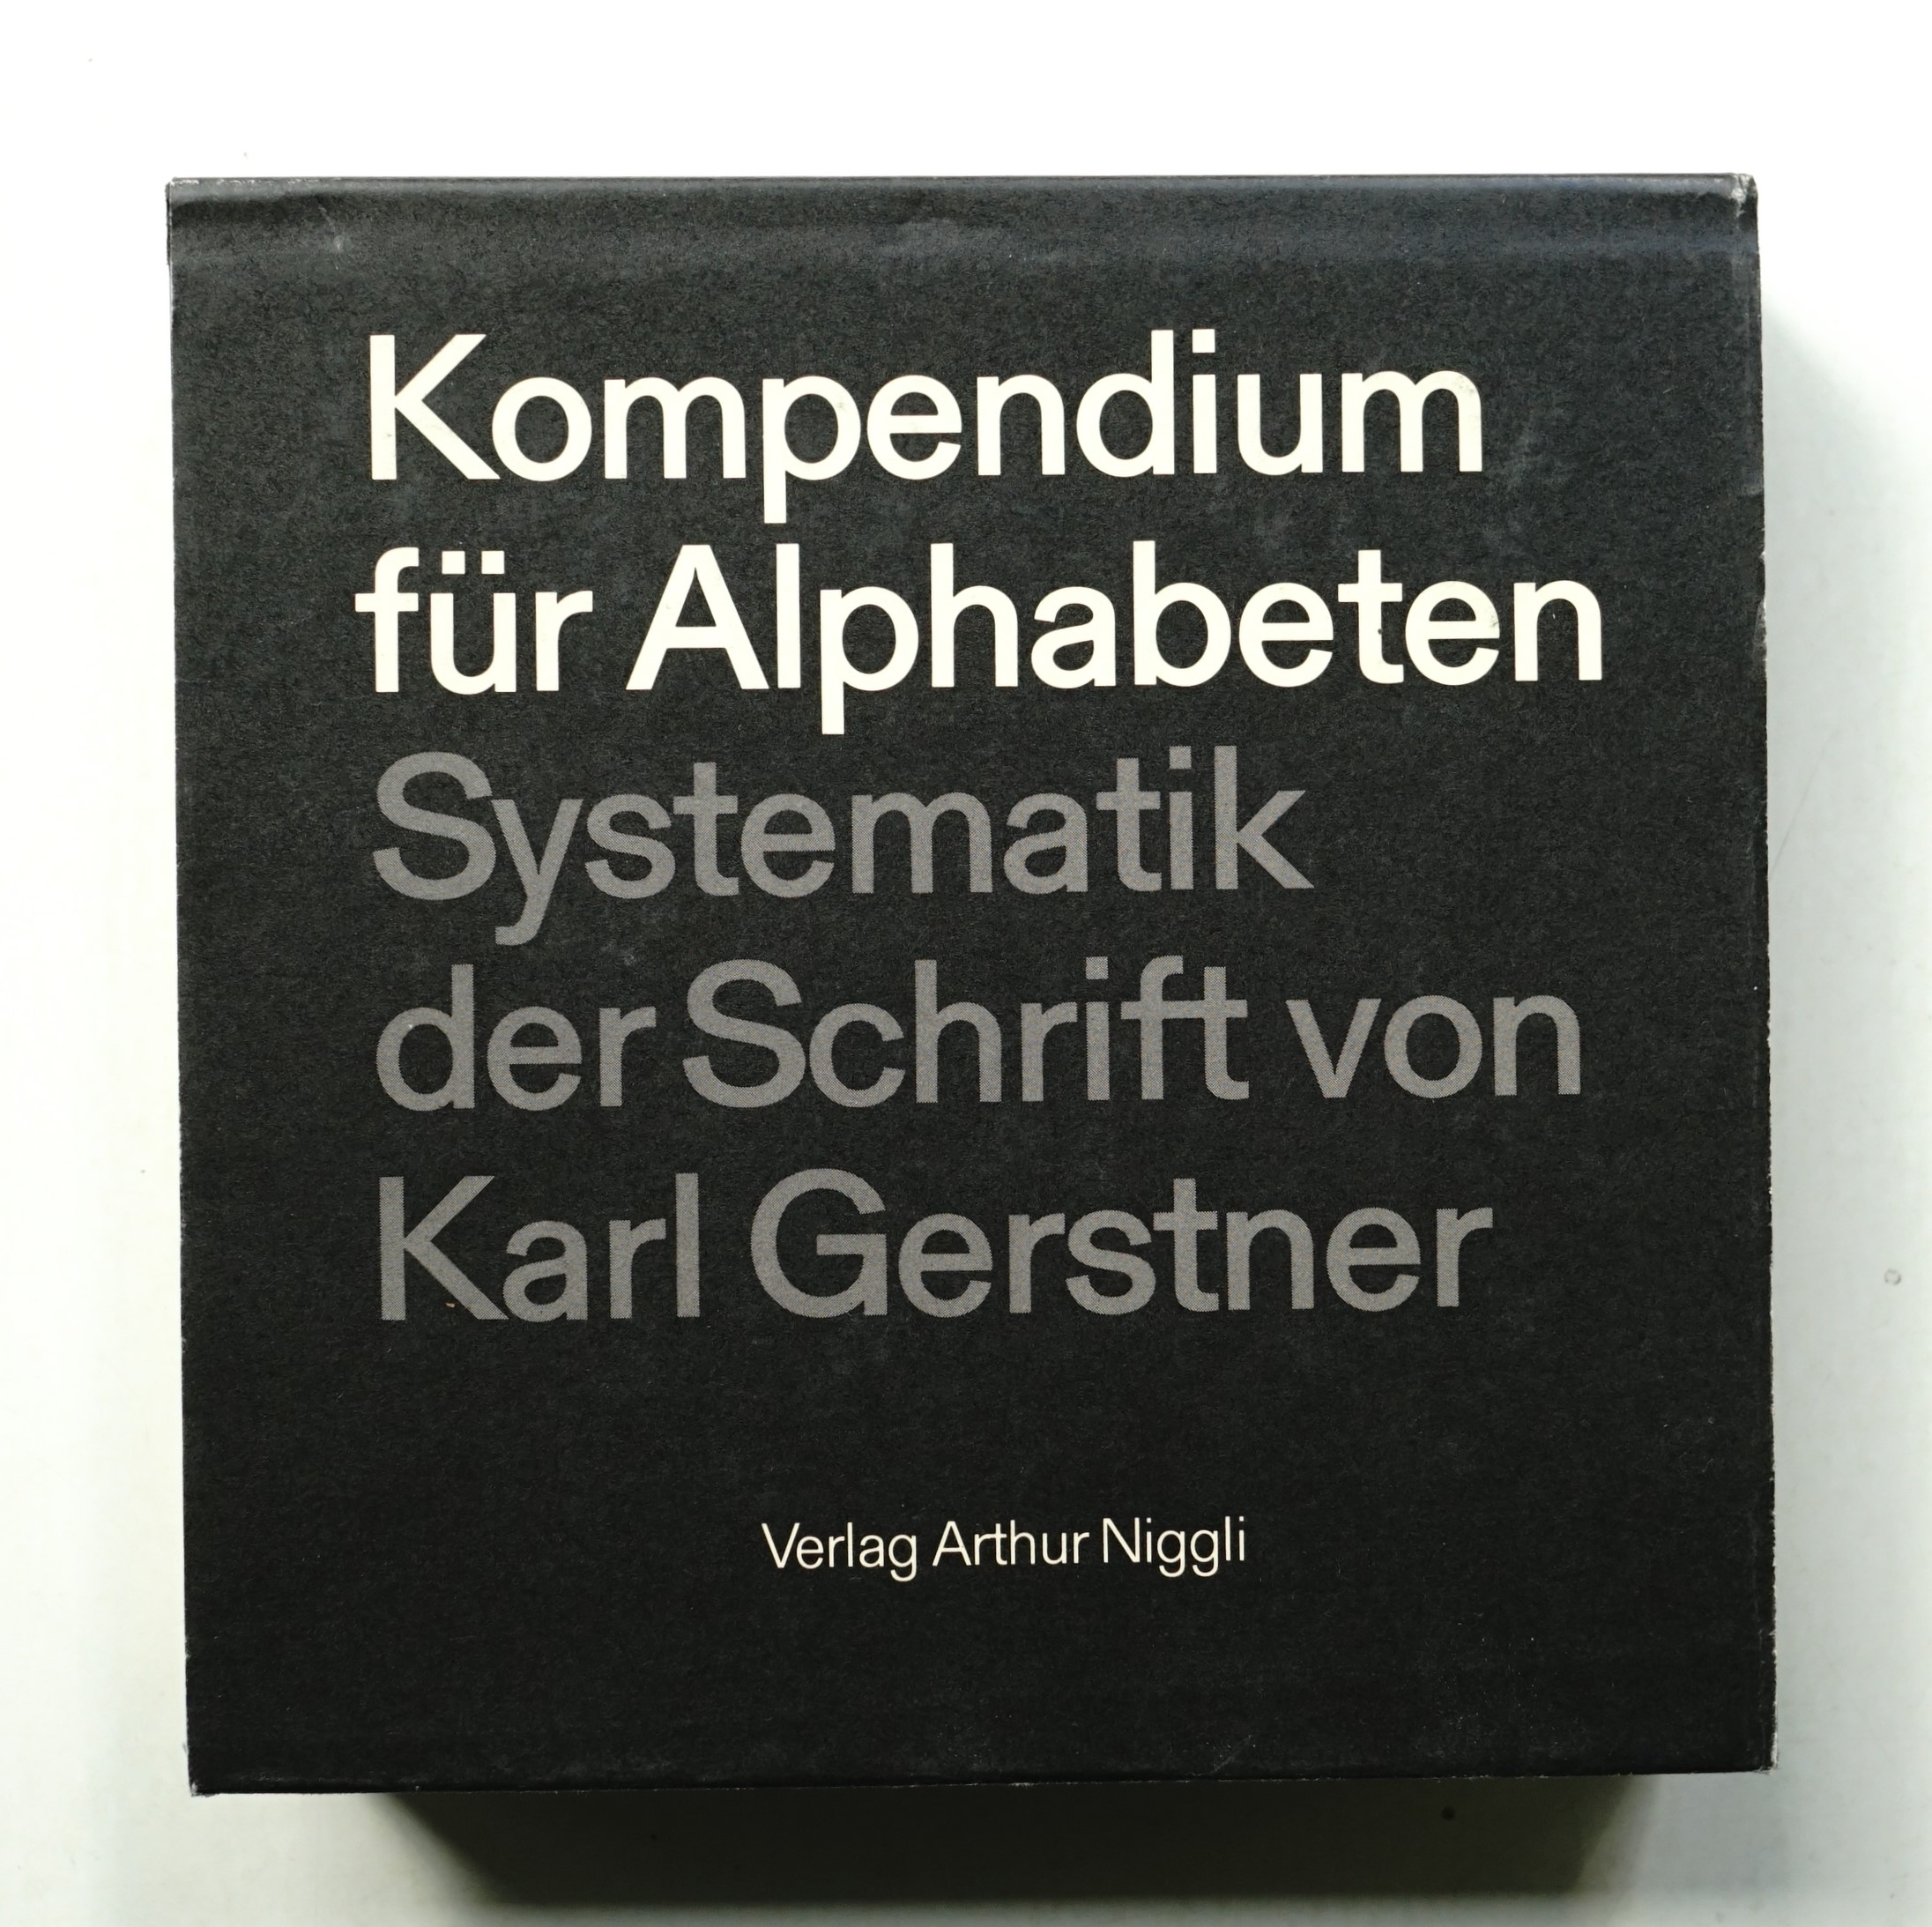 Kompendium
für Alphabeten
Systematik
der Schrift von
Karl Gerstner
Verlag Arthur Niggli